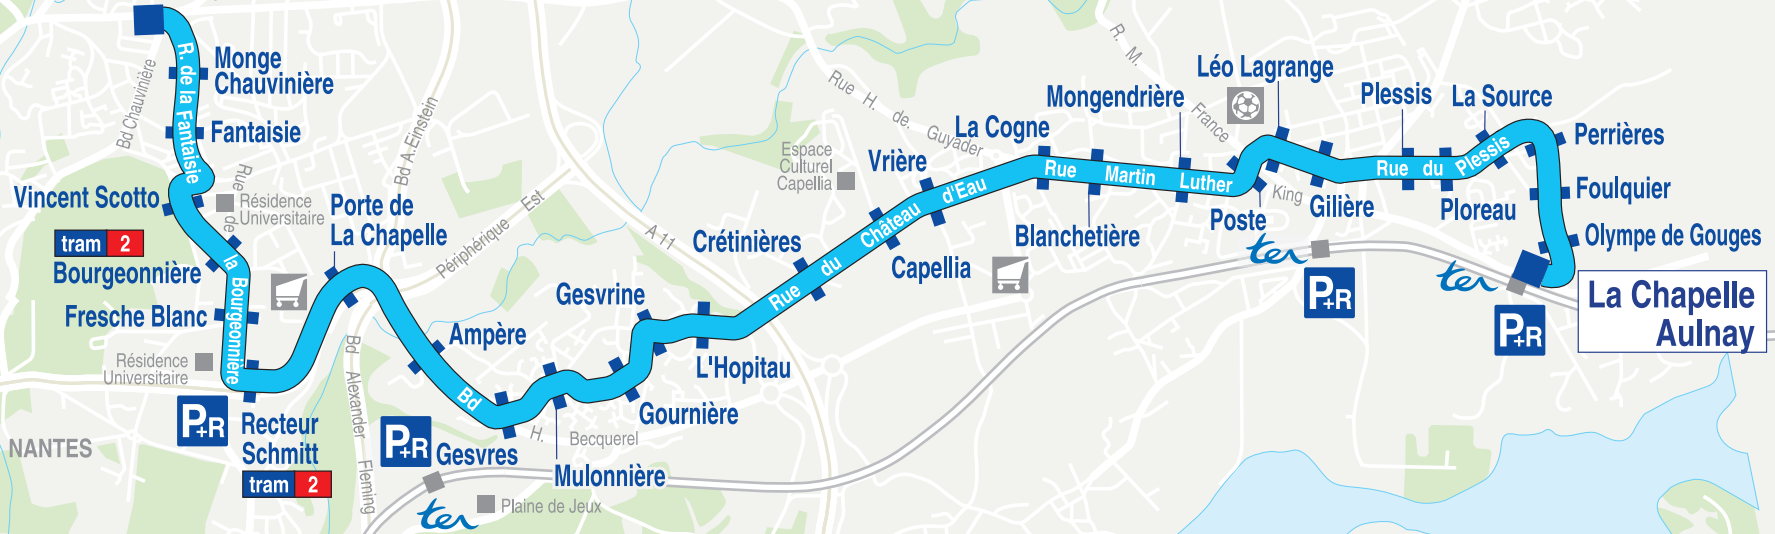 R. de la Fantaisie
Monge
Chauvinière
Bd Chauvinière
Fantaisie
Vincent Scotto
Rue de
Résidence
Universitaire
tram 2
Bourgeonnière
la Bourgeonnière
Fresche Blanc
Résidence
Universitaire
P+R
Recteur
Schmitt
tram 2
NANTES
Porte de
La Chapelle
Bd A.Einstein
Périphérique Est
A 11
Bd Alexander Fleming
Ampère
Bd
P+R
Gesvres
ter
Plaine de Jeux
H. Becquerel
Mulonnière
Gesvrine
Gournière
L'Hopitau
Crétinières
Rue du Château d'Eau
Espace
Culturel
Capellia
Rue H. de. Guyader
Vrière
Capellia
La Cogne
R. M.
France
King
Rue Martin Luther
Mongendrière
Blanchetière
Léo Lagrange
Poste
Gilière
ter
P+R
Plessis
Rue du Plessis
La Source
Ploreau
Perrières
Foulquier
Olympe de Gouges
ter
P+R
La Chapelle
Aulnay